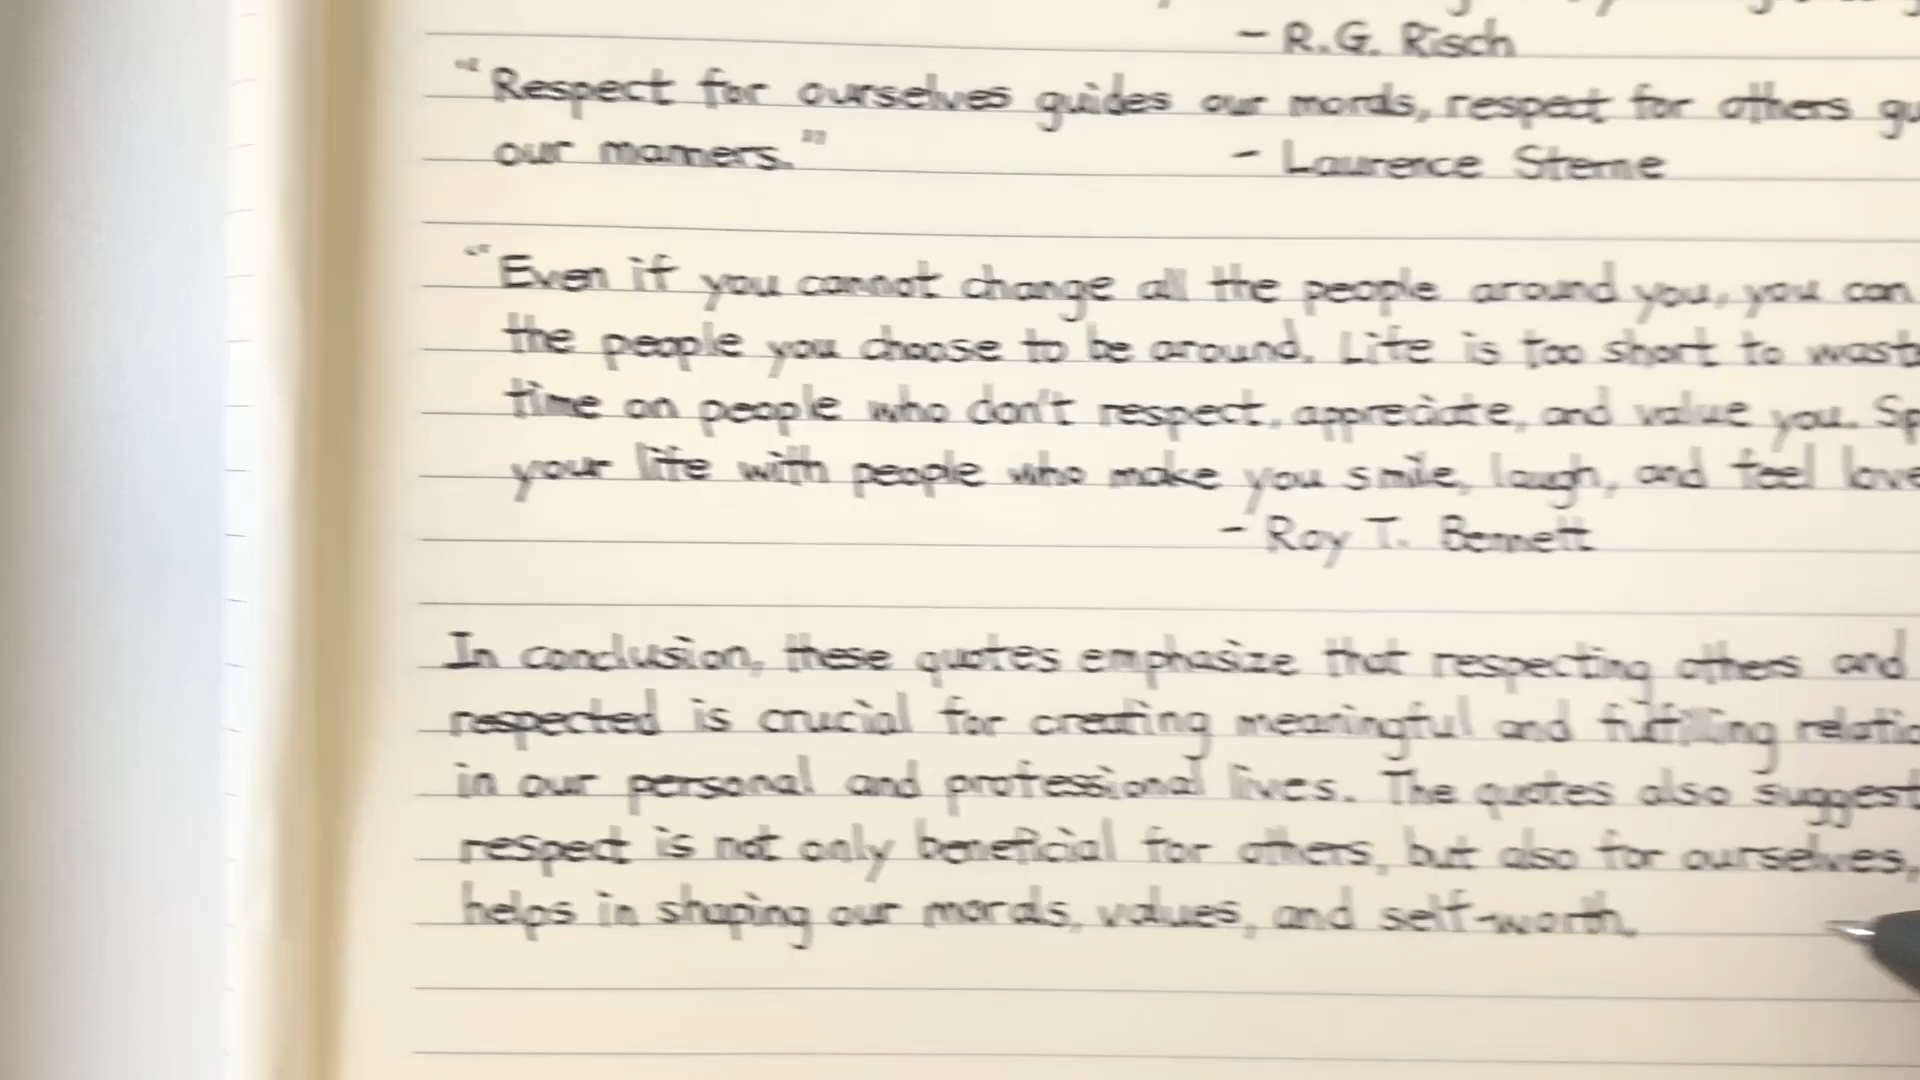 - R.G. Risch
"Respect for ourselves guides our morals, respect for others
our manners." - Laurence Sterne
"Even if you cannot change all the people around you, you can
the people you choose to be around. Life is too short to
time on people who don't respect, appreciate, and value you.
your life with people who make you smile, laugh, and feel
- Roy T. Bennett
In conclusion, these quotes emphasize that respecting others and
respected is crucial for creating meaningful and fulfilling
in our personal and professional lives. The quotes also suggest
respect is not only beneficial for others, but also for ourselves,
helps in shaping our morals, values, and self-worth.